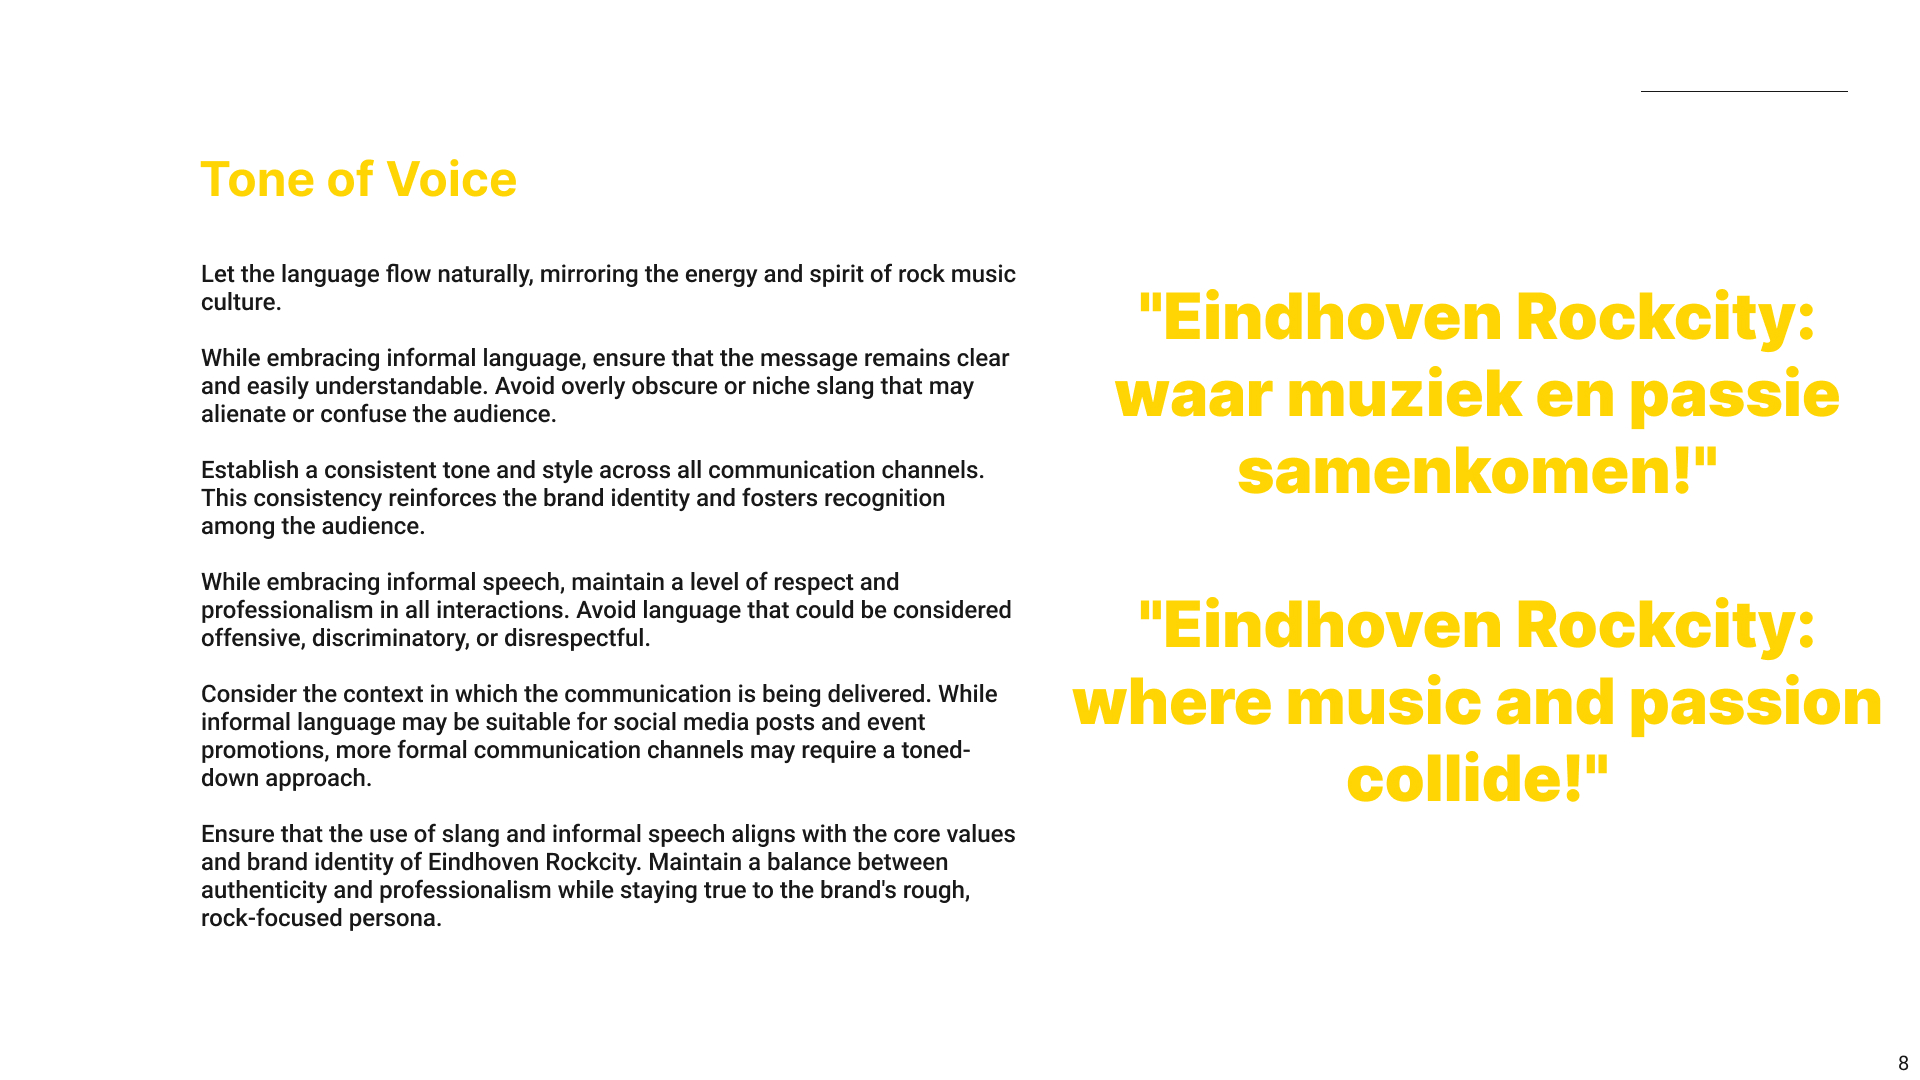 Tone of Voice
Let the language flow naturally, mirroring the energy and spirit of rock music
culture.
While embracing informal language, ensure that the message remains clear
and easily understandable. Avoid overly obscure or niche slang that may
alienate or confuse the audience.
Establish a consistent tone and style across all communication channels.
This consistency reinforces the brand identity and fosters recognition
among the audience.
While embracing informal speech, maintain a level of respect and
professionalism in all interactions. Avoid language that could be considered
offensive, discriminatory, or disrespectful.
Consider the context in which the communication is being delivered. While
informal language may be suitable for social media posts and event
promotions, more formal communication channels may require a toned-
down approach.
Ensure that the use of slang and informal speech aligns with the core values
and brand identity of Eindhoven Rockcity. Maintain a balance between
authenticity and professionalism while staying true to the brand's rough,
rock-focused persona.
"Eindhoven Rockcity:
waar muziek en passie
samenkomen!"
"Eindhoven Rockcity:
where music and passion
collide!"
8